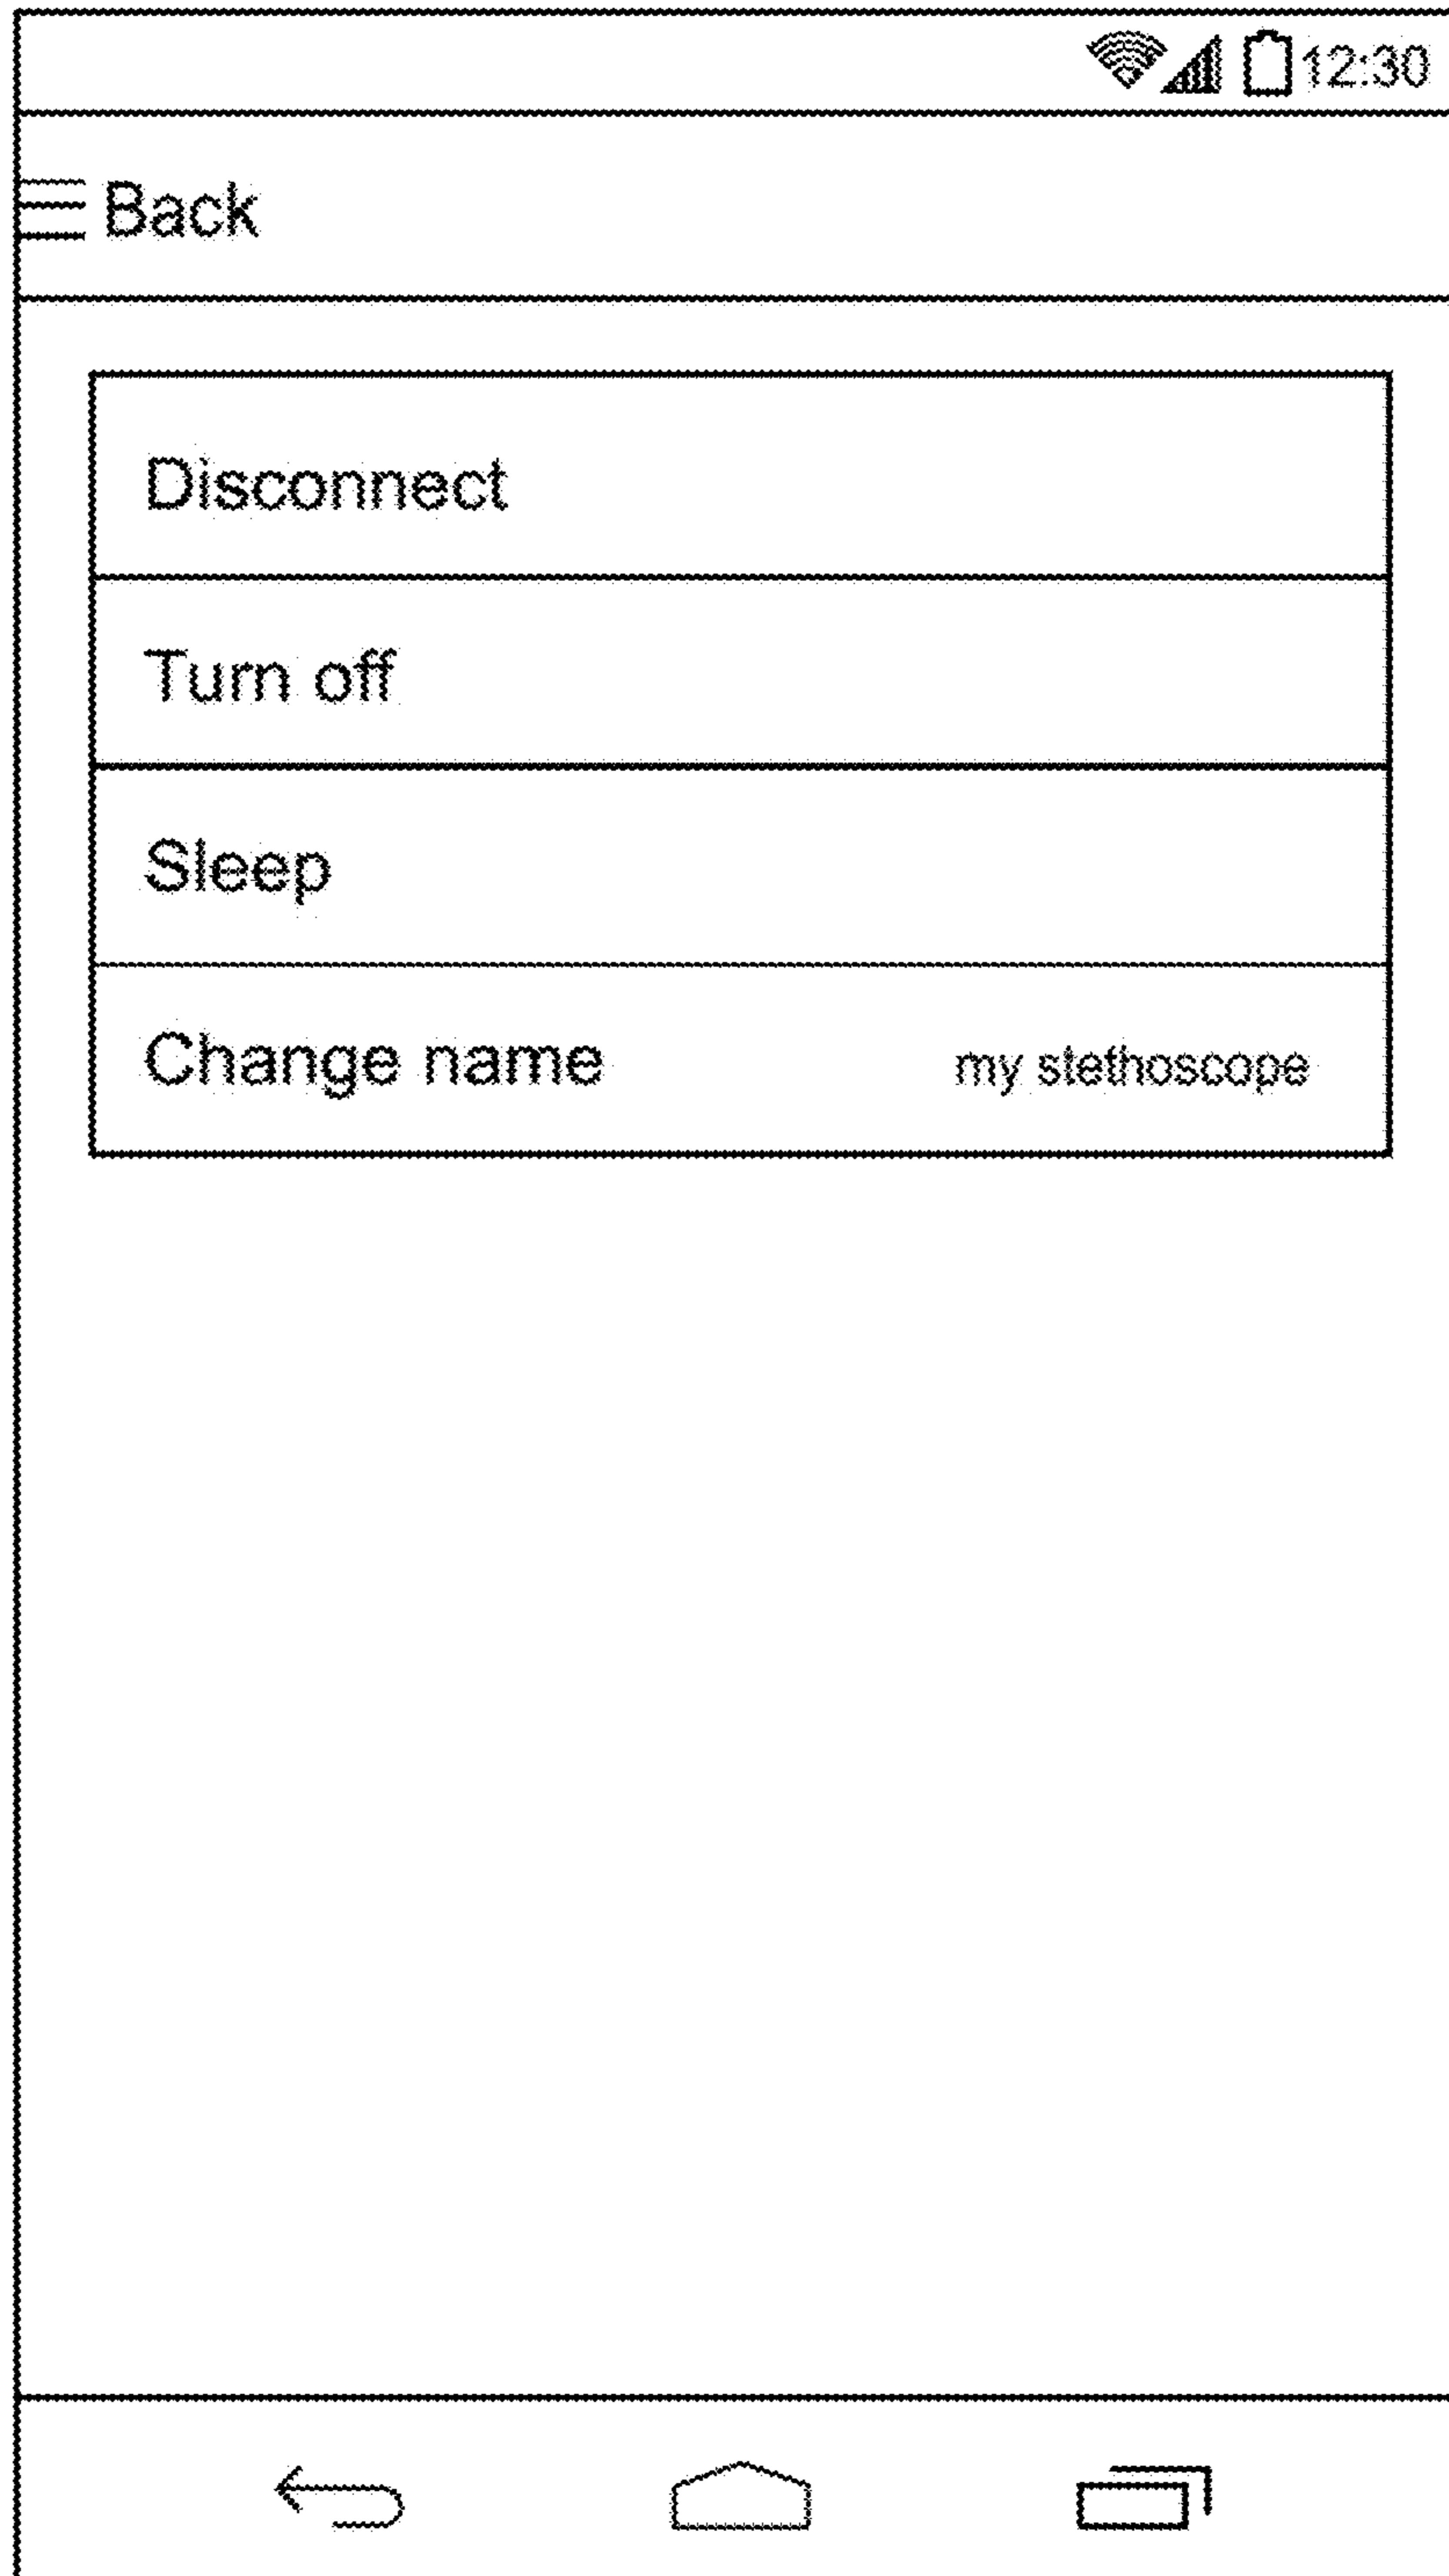 12:30
Back
Disconnect
Turn off
Sleep
Change name my stethoscope